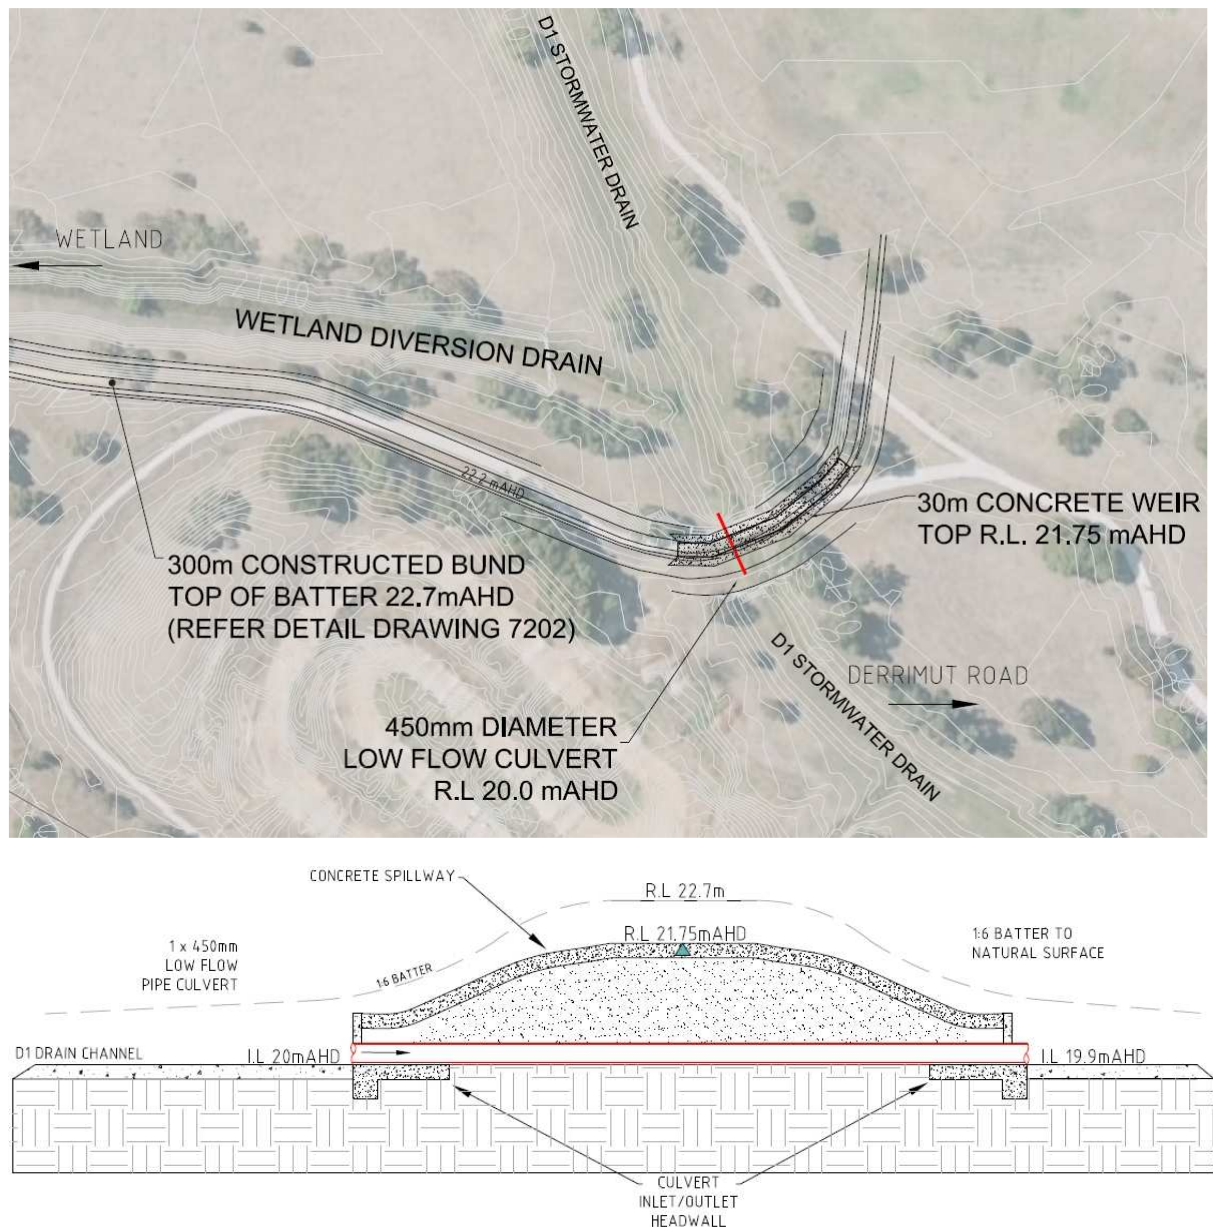 D1 STORMWATER DRAIN
WETLAND
WETLAND DIVERSION DRAIN
22.2 mAHD
30m CONCRETE WEIR
TOP R.L. 21.75 mAHD
300m CONSTRUCTED BUND
TOP OF BATTER 22.7mAHD
(REFER DETAIL DRAWING 7202)
D1 STORMWATER DRAIN
DERRIMUT ROAD
450mm DIAMETER
LOW FLOW CULVERT
R.L 20.0 mAHD
CONCRETE SPILLWAY
R.L 22.7m
R.L 21.75mAHD
1 x 450mm
LOW FLOW
PIPE CULVERT
1:6 BATTER
1:6 BATTER TO
NATURAL SURFACE
D1 DRAIN CHANNEL
I.L 20mAHD
I.L 19.9mAHD
CULVERT
INLET/OUTLET
HEADWALL